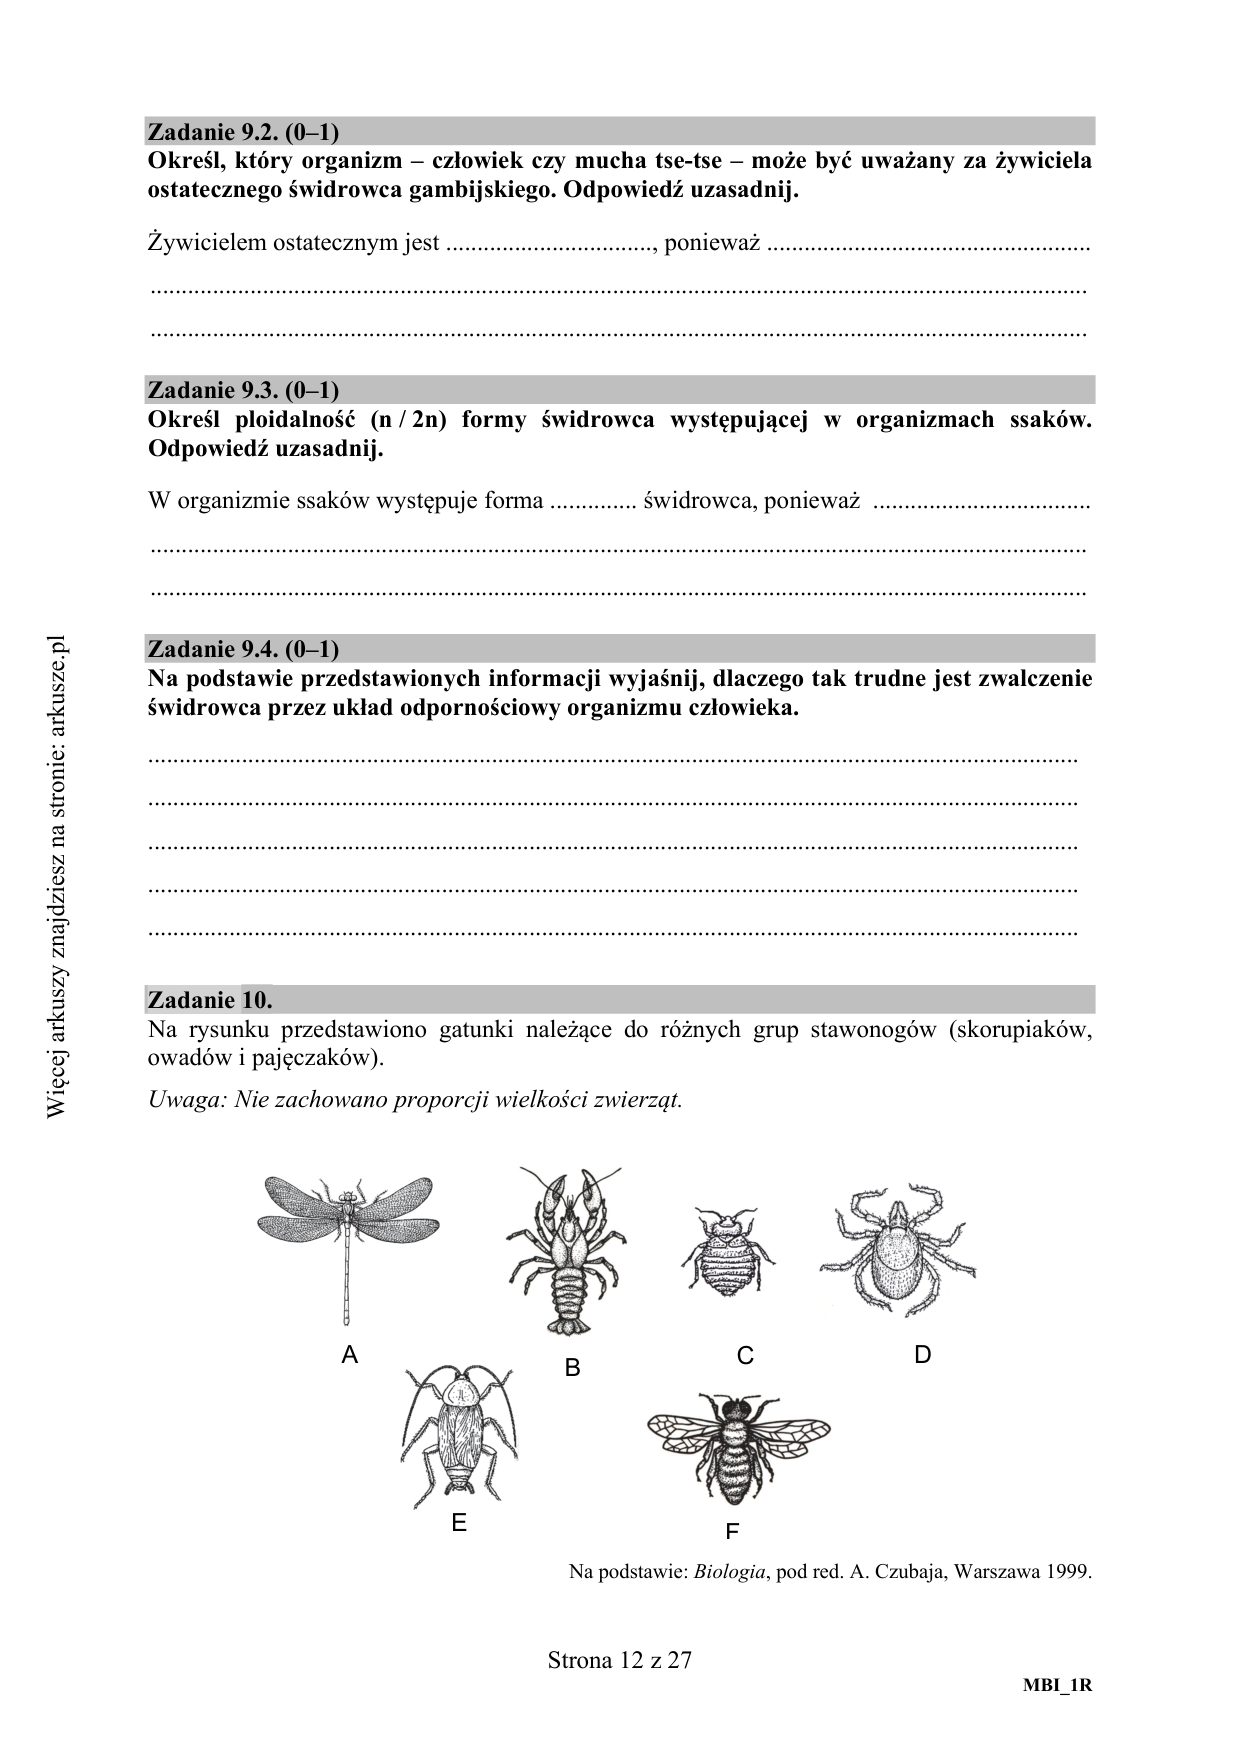 Zadanie 9.2. (0–1)
Określ, który organizm – człowiek czy mucha tse-tse – może być uważany za żywiciela
ostatecznego świdrowca gambijskiego. Odpowiedź uzasadnij.
Żywicielem ostatecznym jest ................................., ponieważ ....................................................
......................................................................................................................................................
......................................................................................................................................................
Zadanie 9.3. (0–1)
Określ ploidalność (n / 2n) formy świdrowca występującej w organizmach ssaków.
Odpowiedź uzasadnij.
W organizmie ssaków występuje forma .............. świdrowca, ponieważ ...................................
......................................................................................................................................................
......................................................................................................................................................
Zadanie 9.4. (0–1)
Na podstawie przedstawionych informacji wyjaśnij, dlaczego tak trudne jest zwalczenie
świdrowca przez układ odpornościowy organizmu człowieka.
.....................................................................................................................................................
.....................................................................................................................................................
.....................................................................................................................................................
.....................................................................................................................................................
.....................................................................................................................................................
Zadanie 10.
Na rysunku przedstawiono gatunki należące do różnych grup stawonogów (skorupiaków,
owadów i pajęczaków).
Uwaga: Nie zachowano proporcji wielkości zwierząt.
A
B
C
D
E
F
Na podstawie: Biologia, pod red. A. Czubaja, Warszawa 1999.
Strona 12 z 27
MBI_1R
Więcej arkuszy znajdziesz na stronie: arkusze.pl